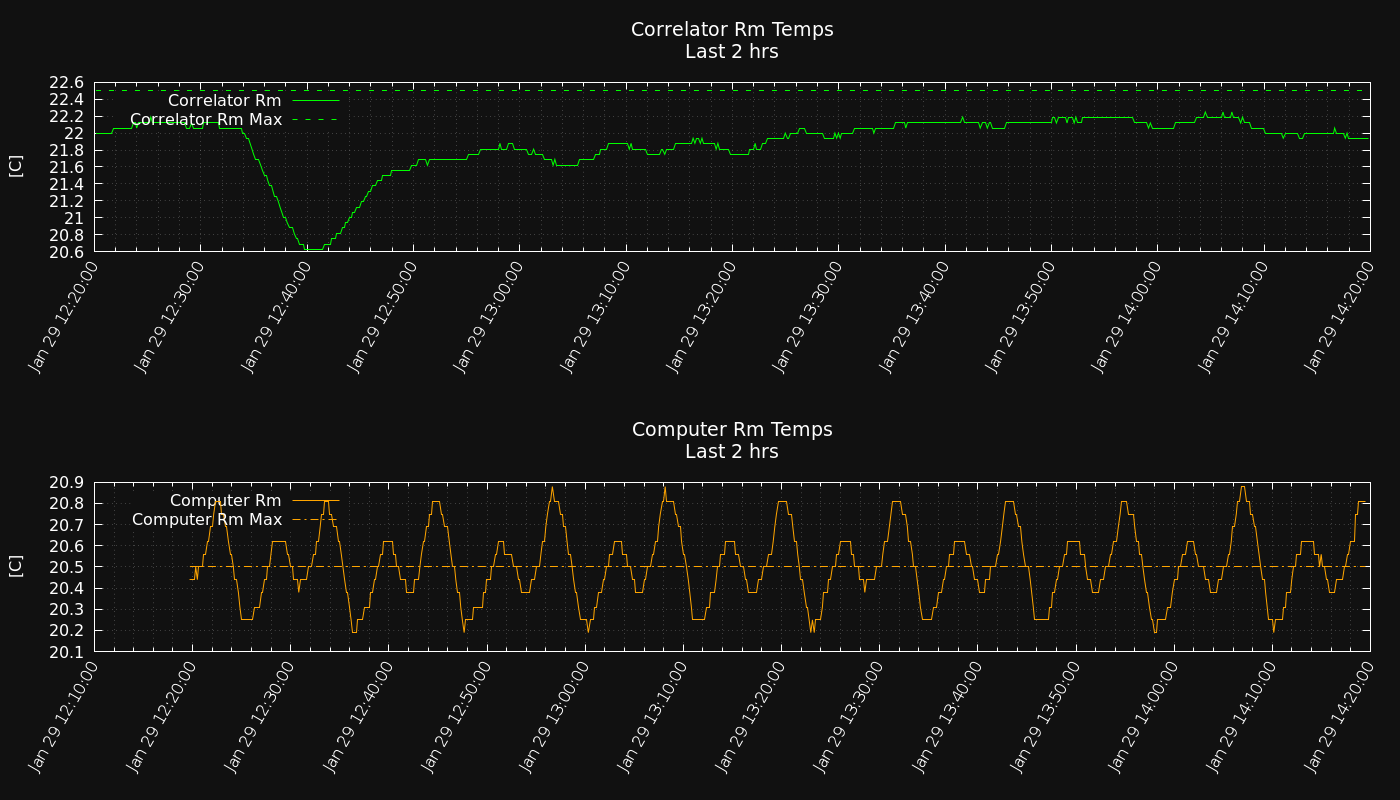 Correlator Rm Temps
Last 2 hrs
22.6
22.4
22.2
22
21.8
21.6
21.4
21.2
21
20.8
20.6
[C]
Correlator Rm
Correlator Rm Max
Jan 29 12:20:00
Jan 29 12:30:00
Jan 29 12:40:00
Jan 29 12:50:00
Jan 29 13:00:00
Jan 29 13:10:00
Jan 29 13:20:00
Jan 29 13:30:00
Jan 29 13:40:00
Jan 29 13:50:00
Jan 29 14:00:00
Jan 29 14:10:00
Jan 29 14:20:00
Computer Rm Temps
Last 2 hrs
20.9
20.8
20.7
20.6
20.5
20.4
20.3
20.2
20.1
[C]
Computer Rm
Computer Rm Max
Jan 29 12:10:00
Jan 29 12:20:00
Jan 29 12:30:00
Jan 29 12:40:00
Jan 29 12:50:00
Jan 29 13:00:00
Jan 29 13:10:00
Jan 29 13:20:00
Jan 29 13:30:00
Jan 29 13:40:00
Jan 29 13:50:00
Jan 29 14:00:00
Jan 29 14:10:00
Jan 29 14:20:00